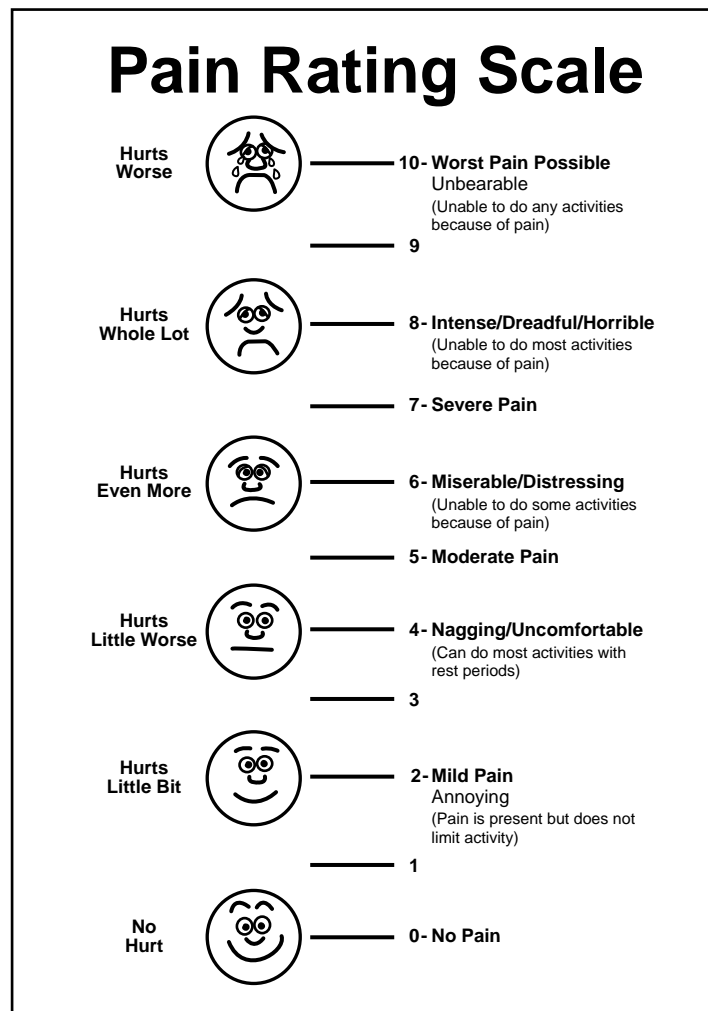 Pain Rating Scale
Hurts
Worse
10- Worst Pain Possible
Unbearable
(Unable to do any activities
because of pain)
9
Hurts
Whole Lot
8- Intense/Dreadful/Horrible
(Unable to do most activities
because of pain)
7- Severe Pain
Hurts
Even More
6- Miserable/Distressing
(Unable to do some activities
because of pain)
5- Moderate Pain
Hurts
Little Worse
4- Nagging/Uncomfortable
(Can do most activities with
rest periods)
3
Hurts
Little Bit
2- Mild Pain
Annoying
(Pain is present but does not
limit activity)
1
No
Hurt
0- No Pain